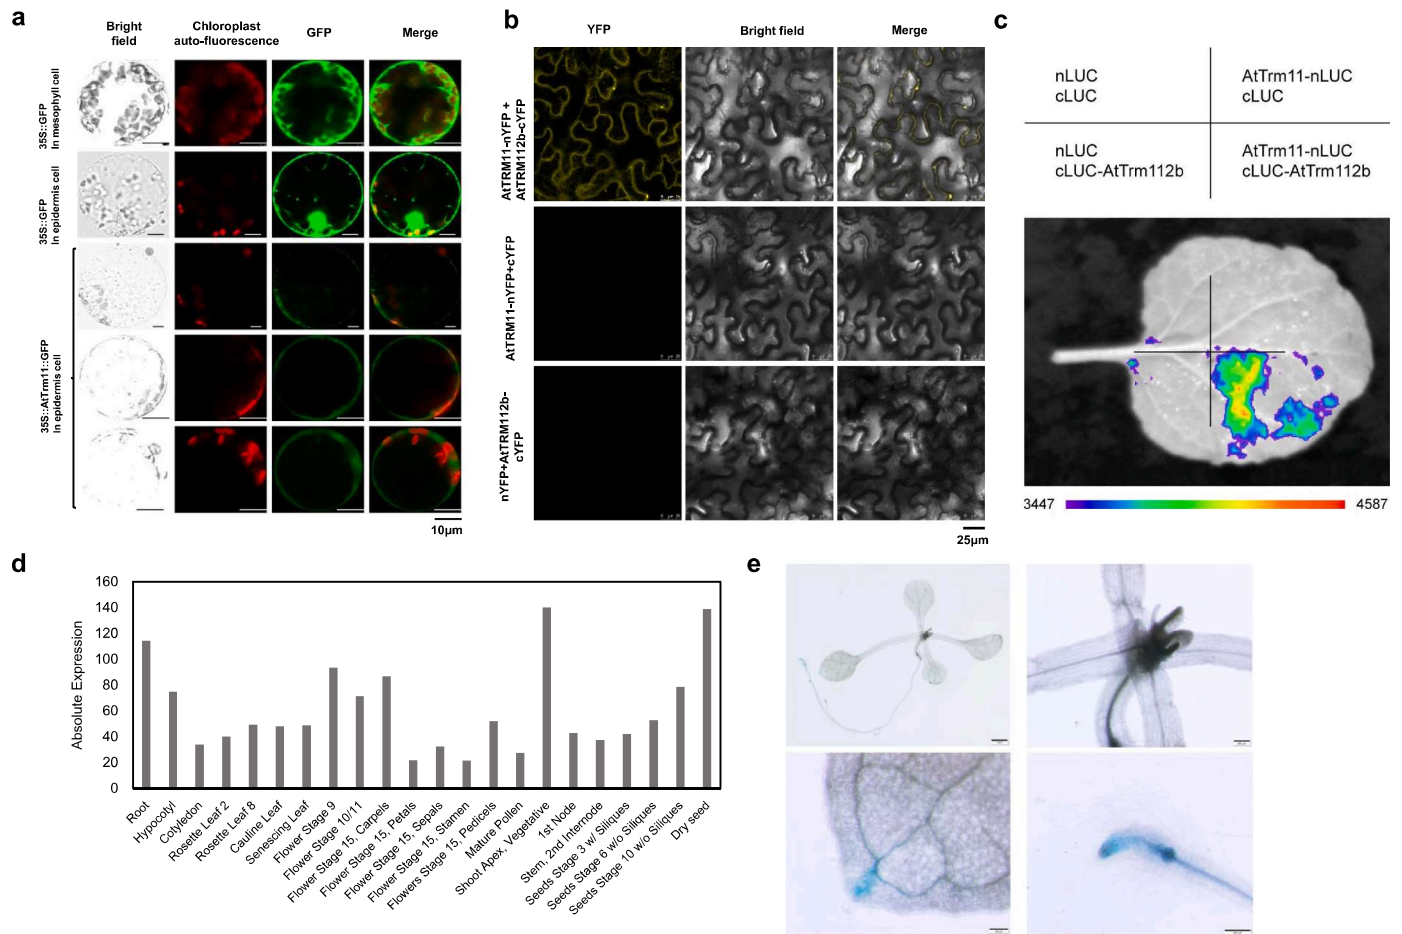 a
Bright
field
Chloroplast
auto-fluorescence
GFP
Merge
35S::GFP
In mesophyll cell
35S::GFP
In epidermis cell
35S::AtTrm11::GFP
In epidermis cell
10μm
b
YFP
Bright field
Merge
AtTRM11-nYFP +
AtTRM112b-cYFP
AtTRM11-nYFP+cYFP
nYFP+AtTRM112b-
cYFP
25μm
c
nLUC
cLUC
AtTrm11-nLUC
cLUC
nLUC
cLUC-AtTrm112b
AtTrm11-nLUC
cLUC-AtTrm112b
3447
4587
d
Absolute Expression
160
140
120
100
80
60
40
20
0
Root
Hypocotyl
Cotyledon
Rosette Leaf 2
Rosette Leaf 8
Cauline Leaf
Senescing Leaf
Flower Stage 9
Flower Stage 10/11
Flower Stage 15, Carpels
Flower Stage 15, Petals
Flower Stage 15, Sepals
Flower Stage 15, Stamen
Flowers Stage 15, Pedicels
Mature Pollen
Shoot Apex, Vegetative
1st Node
Stem, 2nd Internode
Seeds Stage 3 w/ Siliques
Seeds Stage 6 w/o Siliques
Seeds Stage 10 w/o Siliques
Dry seed
e